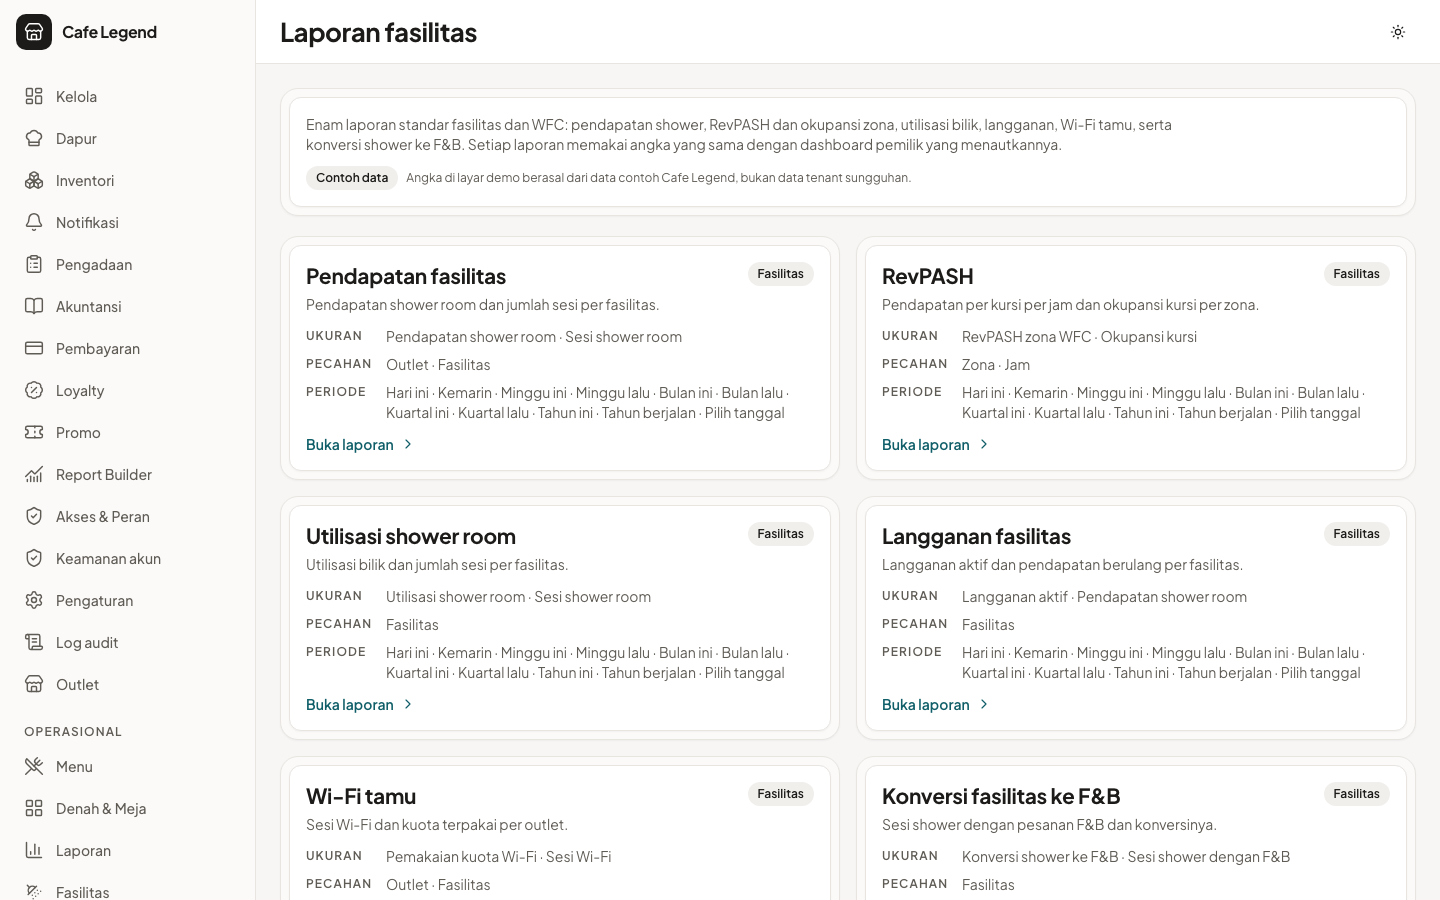 Cafe Legend
Kelola
Dapur
Inventori
Notifikasi
Pengadaan
Akuntansi
Pembayaran
Loyalty
Promo
Report Builder
Akses & Peran
Keamanan akun
Pengaturan
Log audit
Outlet
OPERASIONAL
Menu
Denah & Meja
Laporan
Fasilitas
Laporan fasilitas
Enam laporan standar fasilitas dan WFC: pendapatan shower, RevPASH dan okupansi zona, utilisasi bilik, langganan, Wi-Fi tamu, serta
konversi shower ke F&B. Setiap laporan memakai angka yang sama dengan dashboard pemilik yang menautkannya.
Contoh data Angka di layar demo berasal dari data contoh Cafe Legend, bukan data tenant sungguhan.
Pendapatan fasilitas Fasilitas
Pendapatan shower room dan jumlah sesi per fasilitas.
UKURAN Pendapatan shower room · Sesi shower room
PECAHAN Outlet · Fasilitas
PERIODE Hari ini · Kemarin · Minggu ini · Minggu lalu · Bulan ini · Bulan lalu ·
Kuartal ini · Kuartal lalu · Tahun ini · Tahun berjalan · Pilih tanggal
Buka laporan
RevPASH Fasilitas
Pendapatan per kursi per jam dan okupansi kursi per zona.
UKURAN RevPASH zona WFC · Okupansi kursi
PECAHAN Zona · Jam
PERIODE Hari ini · Kemarin · Minggu ini · Minggu lalu · Bulan ini · Bulan lalu ·
Kuartal ini · Kuartal lalu · Tahun ini · Tahun berjalan · Pilih tanggal
Buka laporan
Utilisasi shower room Fasilitas
Utilisasi bilik dan jumlah sesi per fasilitas.
UKURAN Utilisasi shower room · Sesi shower room
PECAHAN Fasilitas
PERIODE Hari ini · Kemarin · Minggu ini · Minggu lalu · Bulan ini · Bulan lalu ·
Kuartal ini · Kuartal lalu · Tahun ini · Tahun berjalan · Pilih tanggal
Buka laporan
Langganan fasilitas Fasilitas
Langganan aktif dan pendapatan berulang per fasilitas.
UKURAN Langganan aktif · Pendapatan shower room
PECAHAN Fasilitas
PERIODE Hari ini · Kemarin · Minggu ini · Minggu lalu · Bulan ini · Bulan lalu ·
Kuartal ini · Kuartal lalu · Tahun ini · Tahun berjalan · Pilih tanggal
Buka laporan
Wi-Fi tamu Fasilitas
Sesi Wi-Fi dan kuota terpakai per outlet.
UKURAN Pemakaian kuota Wi-Fi · Sesi Wi-Fi
PECAHAN Outlet · Fasilitas
Konversi fasilitas ke F&B Fasilitas
Sesi shower dengan pesanan F&B dan konversinya.
UKURAN Konversi shower ke F&B · Sesi shower dengan F&B
PECAHAN Fasilitas